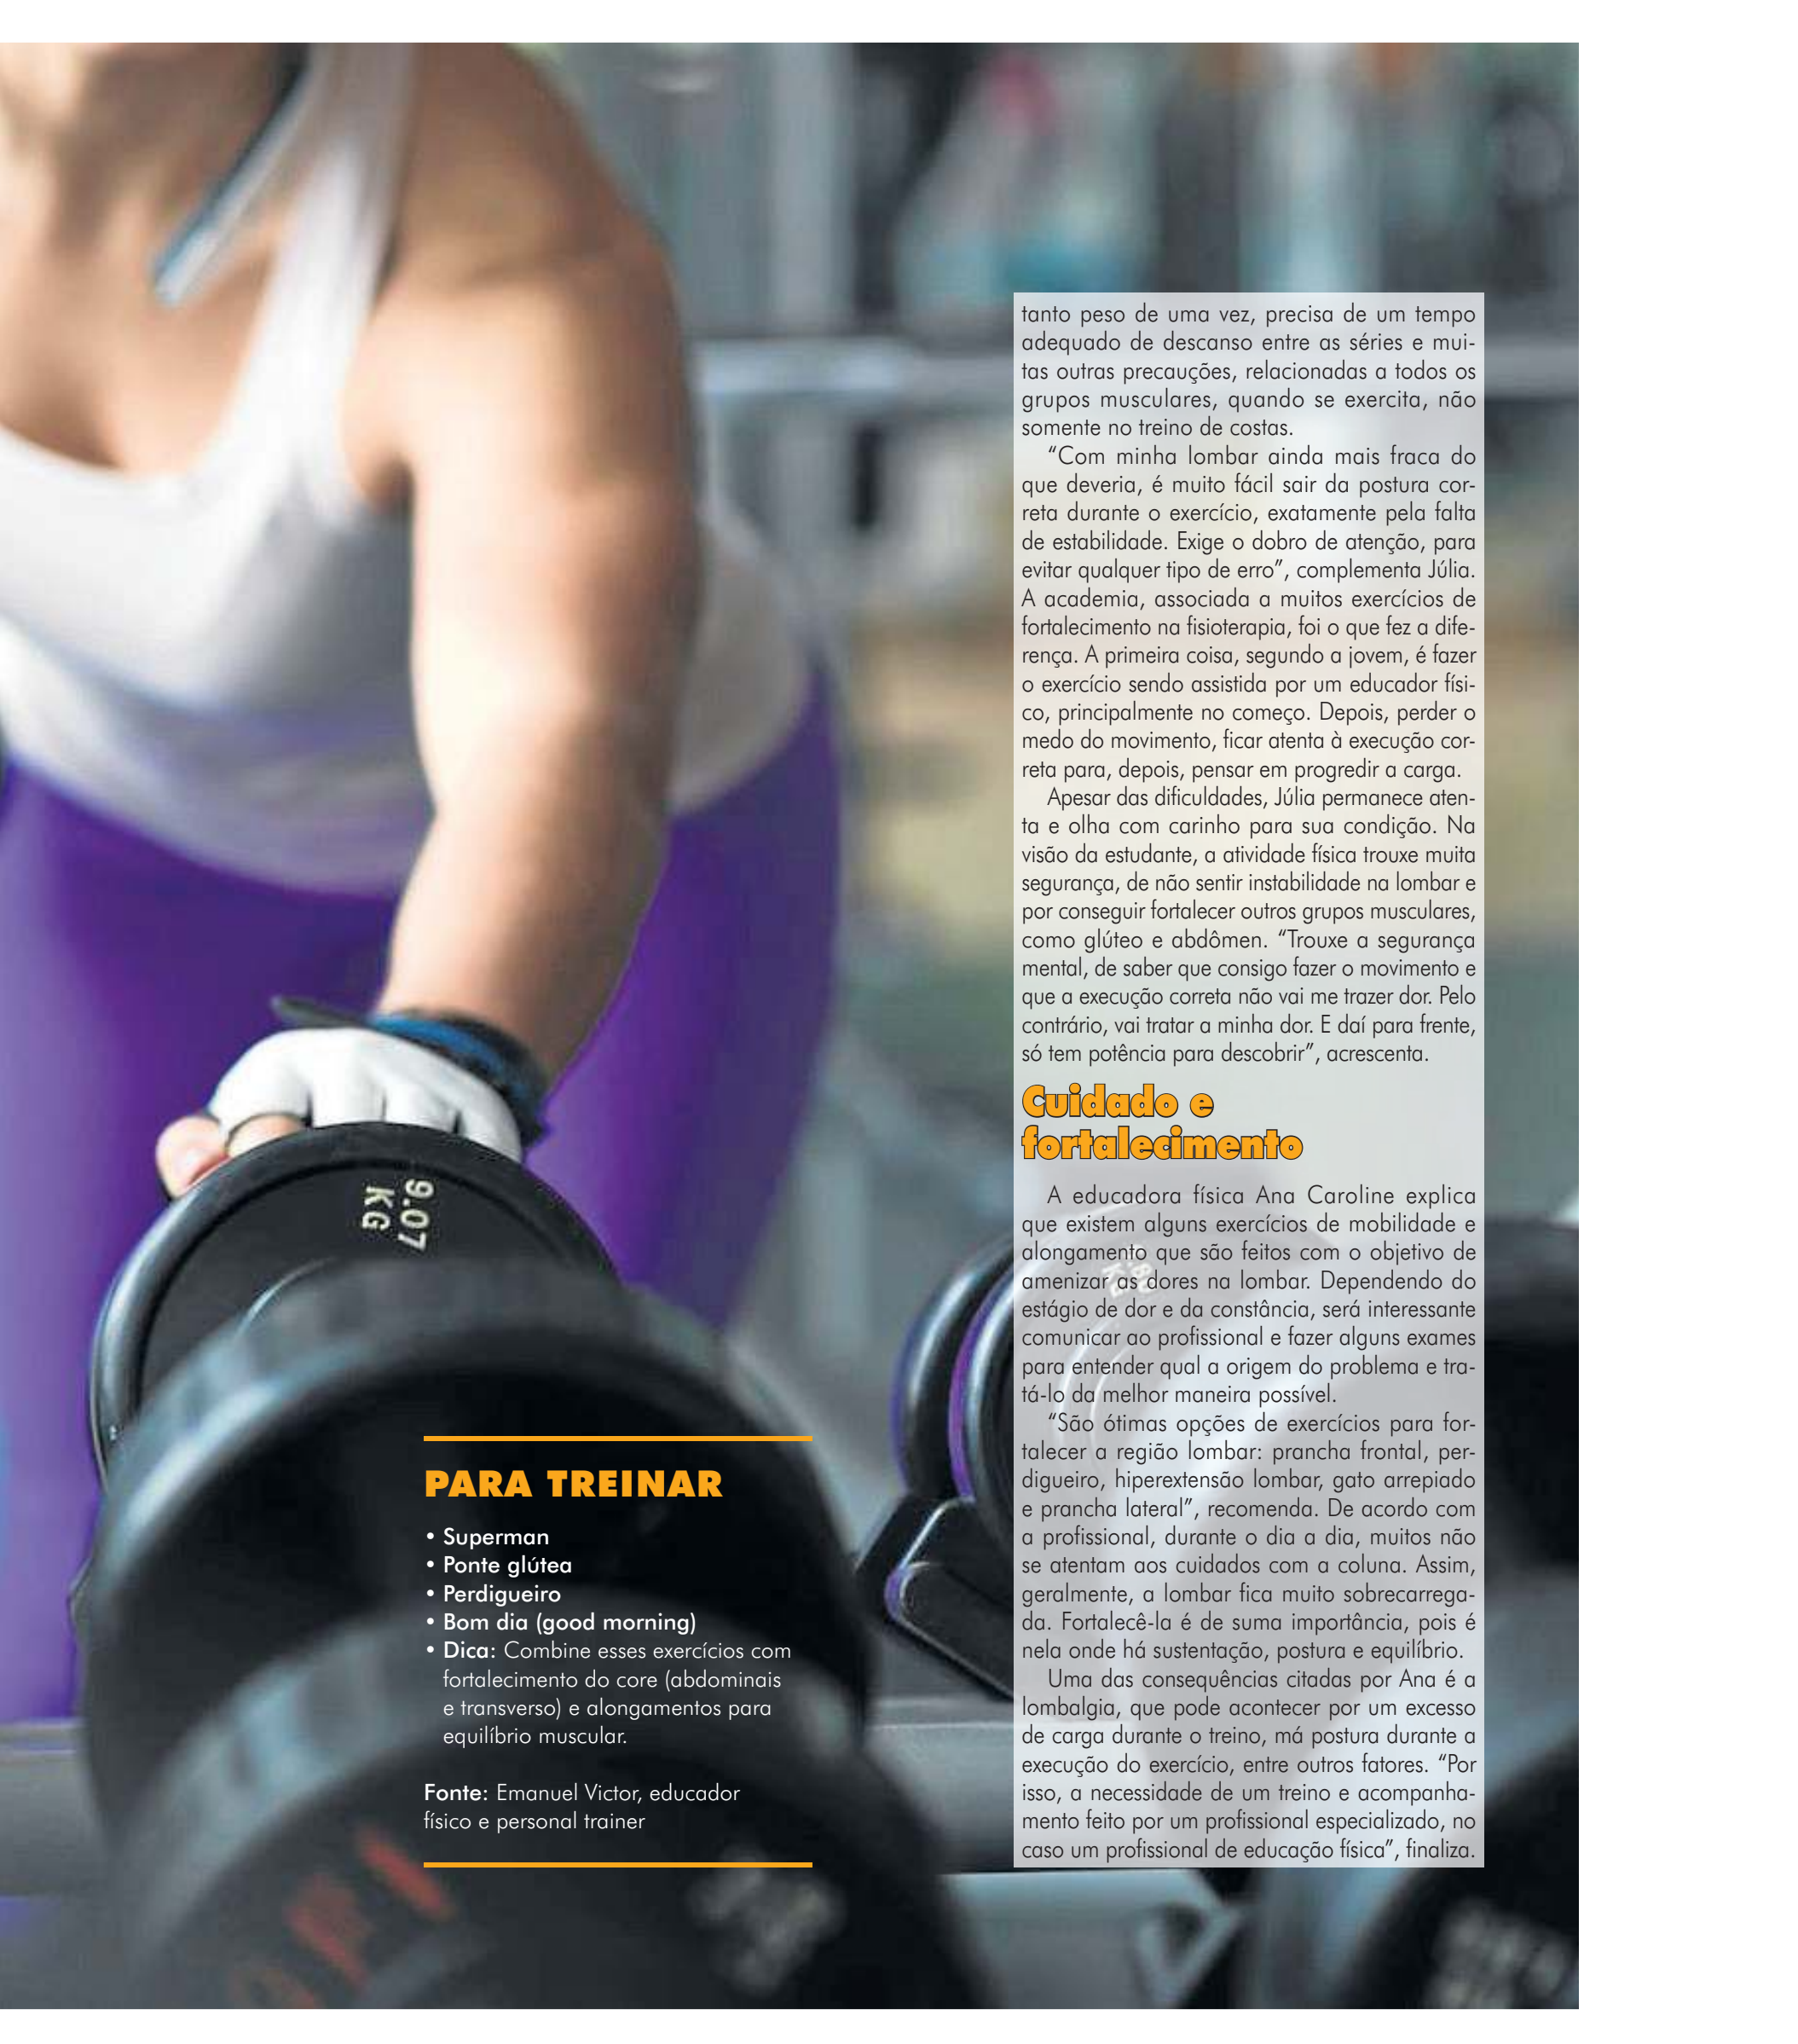 tanto peso de uma vez, precisa de um tempo
adequado de descanso entre as séries e mui-
tas outras precauções, relacionadas a todos os
grupos musculares, quando se exercita, não
somente no treino de costas.
“Com minha lombar ainda mais fraca do
que deveria, é muito fácil sair da postura cor-
reta durante o exercício, exatamente pela falta
de estabilidade. Exige o dobro de atenção, para
evitar qualquer tipo de erro”, complementa Júlia.
A academia, associada a muitos exercícios de
fortalecimento na fisioterapia, foi o que fez a dife-
rença. A primeira coisa, segundo a jovem, é fazer
o exercício sendo assistida por um educador físi-
co, principalmente no começo. Depois, perder o
medo do movimento, ficar atenta à execução cor-
reta para, depois, pensar em progredir a carga.
Apesar das dificuldades, Júlia permanece aten-
ta e olha com carinho para sua condição. Na
visão da estudante, a atividade física trouxe muita
segurança, de não sentir instabilidade na lombar e
por conseguir fortalecer outros grupos musculares,
como glúteo e abdômen. “Trouxe a segurança
mental, de saber que consigo fazer o movimento e
que a execução correta não vai me trazer dor. Pelo
contrário, vai tratar a minha dor. E daí para frente,
só tem potência para descobrir”, acrescenta.
Cuidado e
fortalecimento
A educadora física Ana Caroline explica
que existem alguns exercícios de mobilidade e
alongamento que são feitos com o objetivo de
amenizar as dores na lombar. Dependendo do
estágio de dor e da constância, será interessante
comunicar ao profissional e fazer alguns exames
para entender qual a origem do problema e tra-
tá-lo da melhor maneira possível.
“São ótimas opções de exercícios para for-
talecer a região lombar: prancha frontal, per-
digueiro, hiperextensão lombar, gato arrepiado
e prancha lateral”, recomenda. De acordo com
a profissional, durante o dia a dia, muitos não
se atentam aos cuidados com a coluna. Assim,
geralmente, a lombar fica muito sobrecarrega-
da. Fortalecê-la é de suma importância, pois é
nela onde há sustentação, postura e equilíbrio.
Uma das consequências citadas por Ana é a
lombalgia, que pode acontecer por um excesso
de carga durante o treino, má postura durante a
execução do exercício, entre outros fatores. “Por
isso, a necessidade de um treino e acompanha-
mento feito por um profissional especializado, no
caso um profissional de educação física”, finaliza.
9.07
KG
PARA TREINAR
• Superman
• Ponte glútea
• Perdigueiro
• Bom dia (good morning)
• Dica: Combine esses exercícios com
fortalecimento do core (abdominais
e transverso) e alongamentos para
equilíbrio muscular.
Fonte: Emanuel Victor, educador
físico e personal trainer